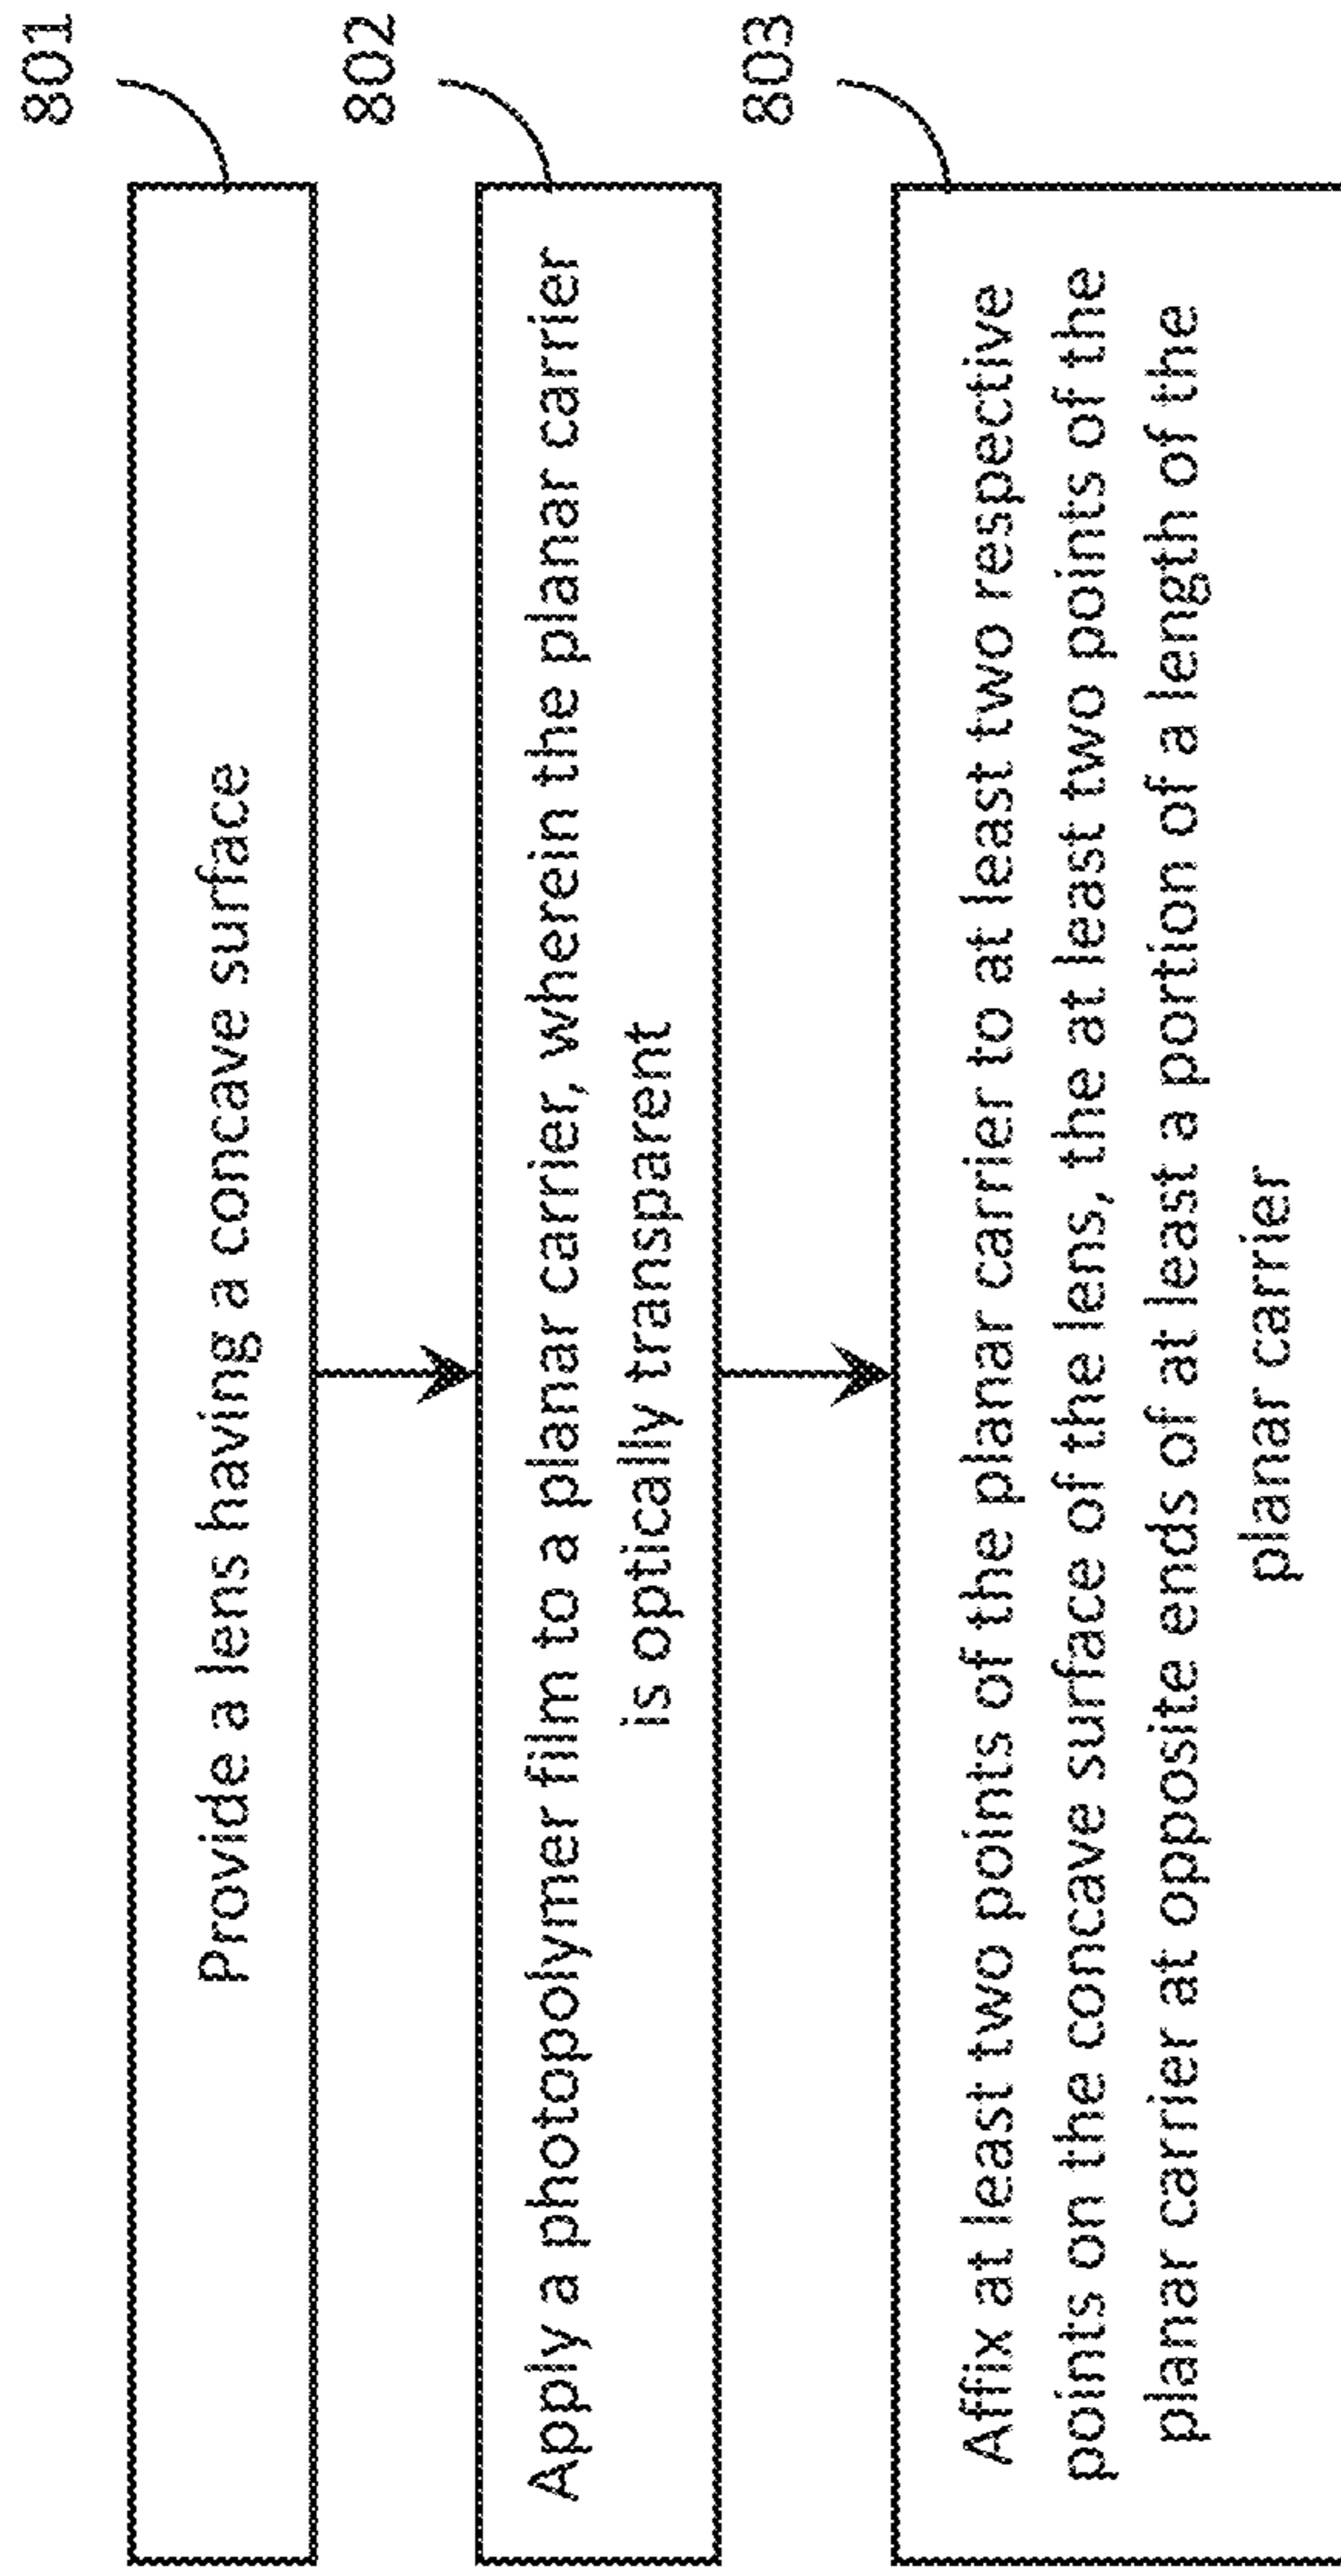 801
Provide a lens having a concave surface
802
Apply a photopolymer film to a planar carrier, wherein the planar carrier
is optically transparent
803
Affix at least two points of the planar carrier to at least two respective
points on the concave surface of the lens, the at least two points of the
planar carrier at opposite ends of at least a portion of a length of the
planar carrier